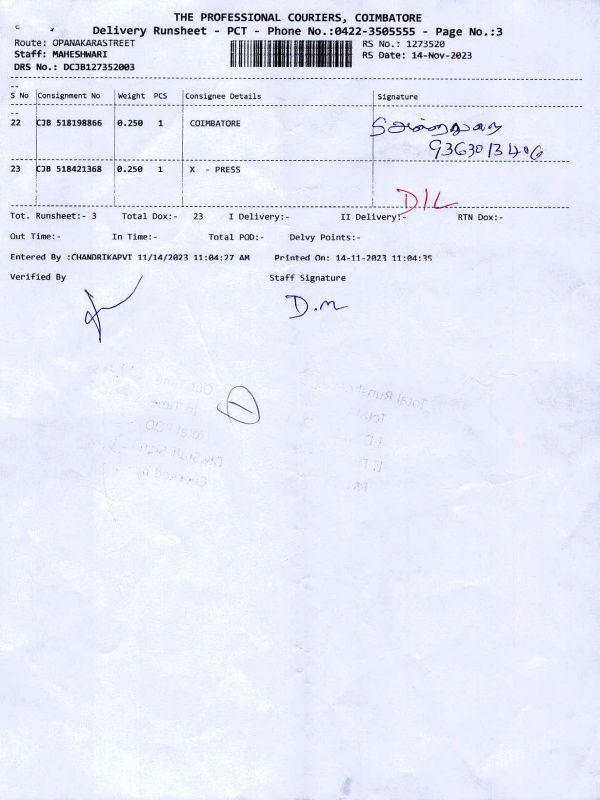 THE PROFESSIONAL COURIERS, COIMBATORE
Delivery Runsheet - PCT - Phone No.:0422-3505555 - Page No.:3
Route: OPANAKARASTREET RS No.: 1273520
Staff: MAHESHWARI RS Date: 14-Nov-2023
DRS No.: DCJB127352003
S No Consignment No Weight PCS Consignee Details Signature
22 CJB 518198866 0.250 1 COIMBATORE
23 CJB 518421368 0.250 1 X - PRESS
D/L
Tot. Runsheet:- 3 Total Dox:- 23 I Delivery:- II Delivery:- RTN Dox:-
Out Time:- In Time:- Total POD:- Delvy Points:-
Entered By :CHANDRIKAPVT 11/14/2023 11:04:27 AM Printed On: 14-11-2023 11:04:35
Verified By Staff Signature
D.M